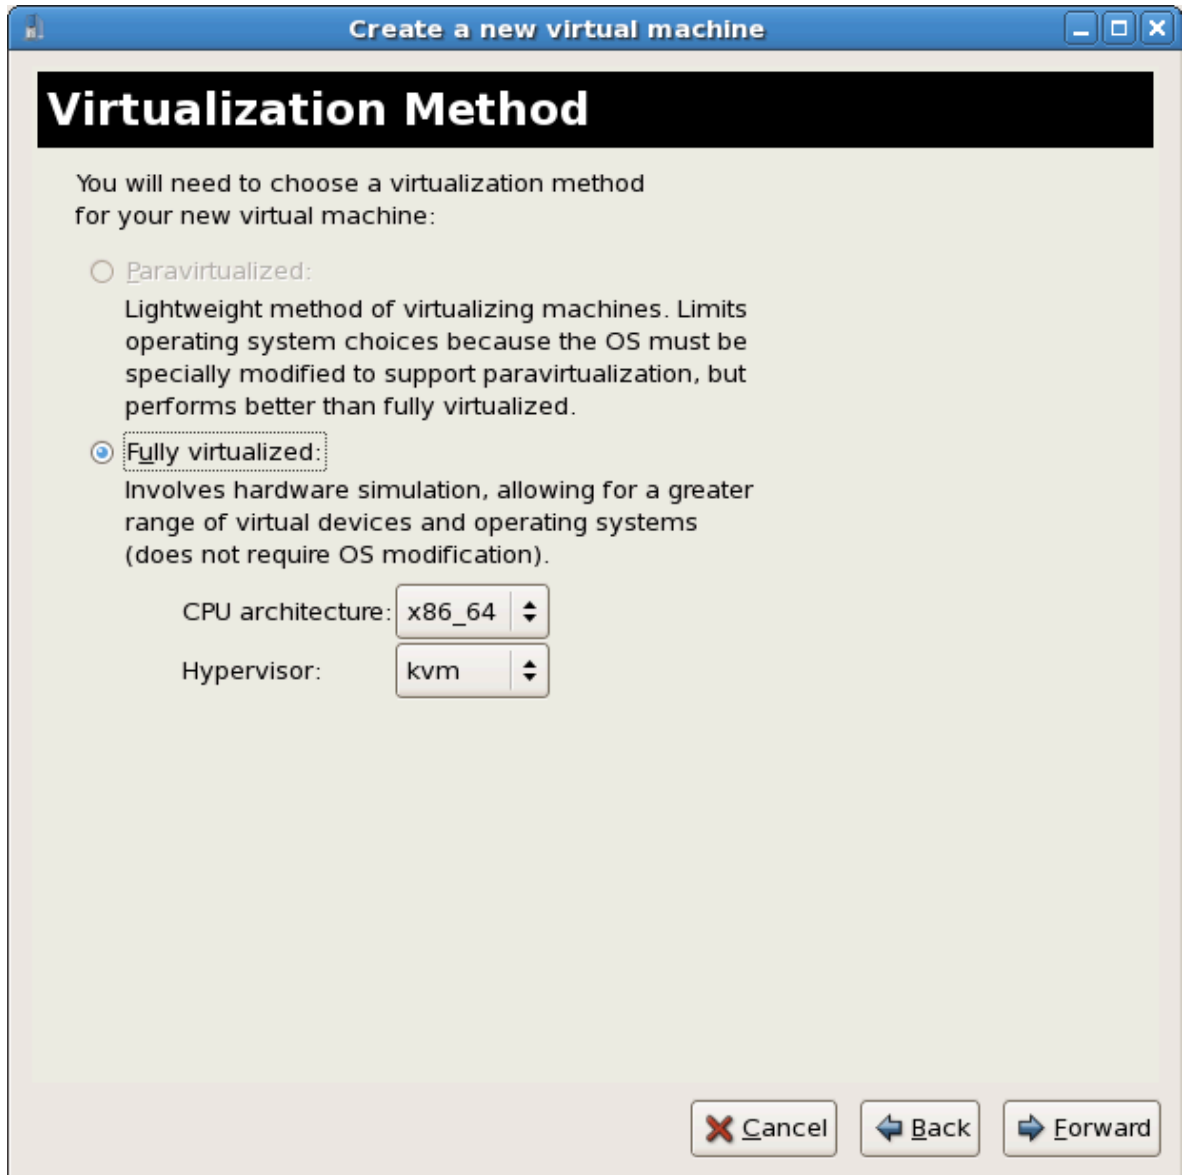 Create a new virtual machine
Virtualization Method
You will need to choose a virtualization method
for your new virtual machine:
Paravirtualized:
Lightweight method of virtualizing machines. Limits
operating system choices because the OS must be
specially modified to support paravirtualization, but
performs better than fully virtualized.
Fully virtualized:
Involves hardware simulation, allowing for a greater
range of virtual devices and operating systems
(does not require OS modification).
CPU architecture: x86_64
Hypervisor: kvm
Cancel Back Forward